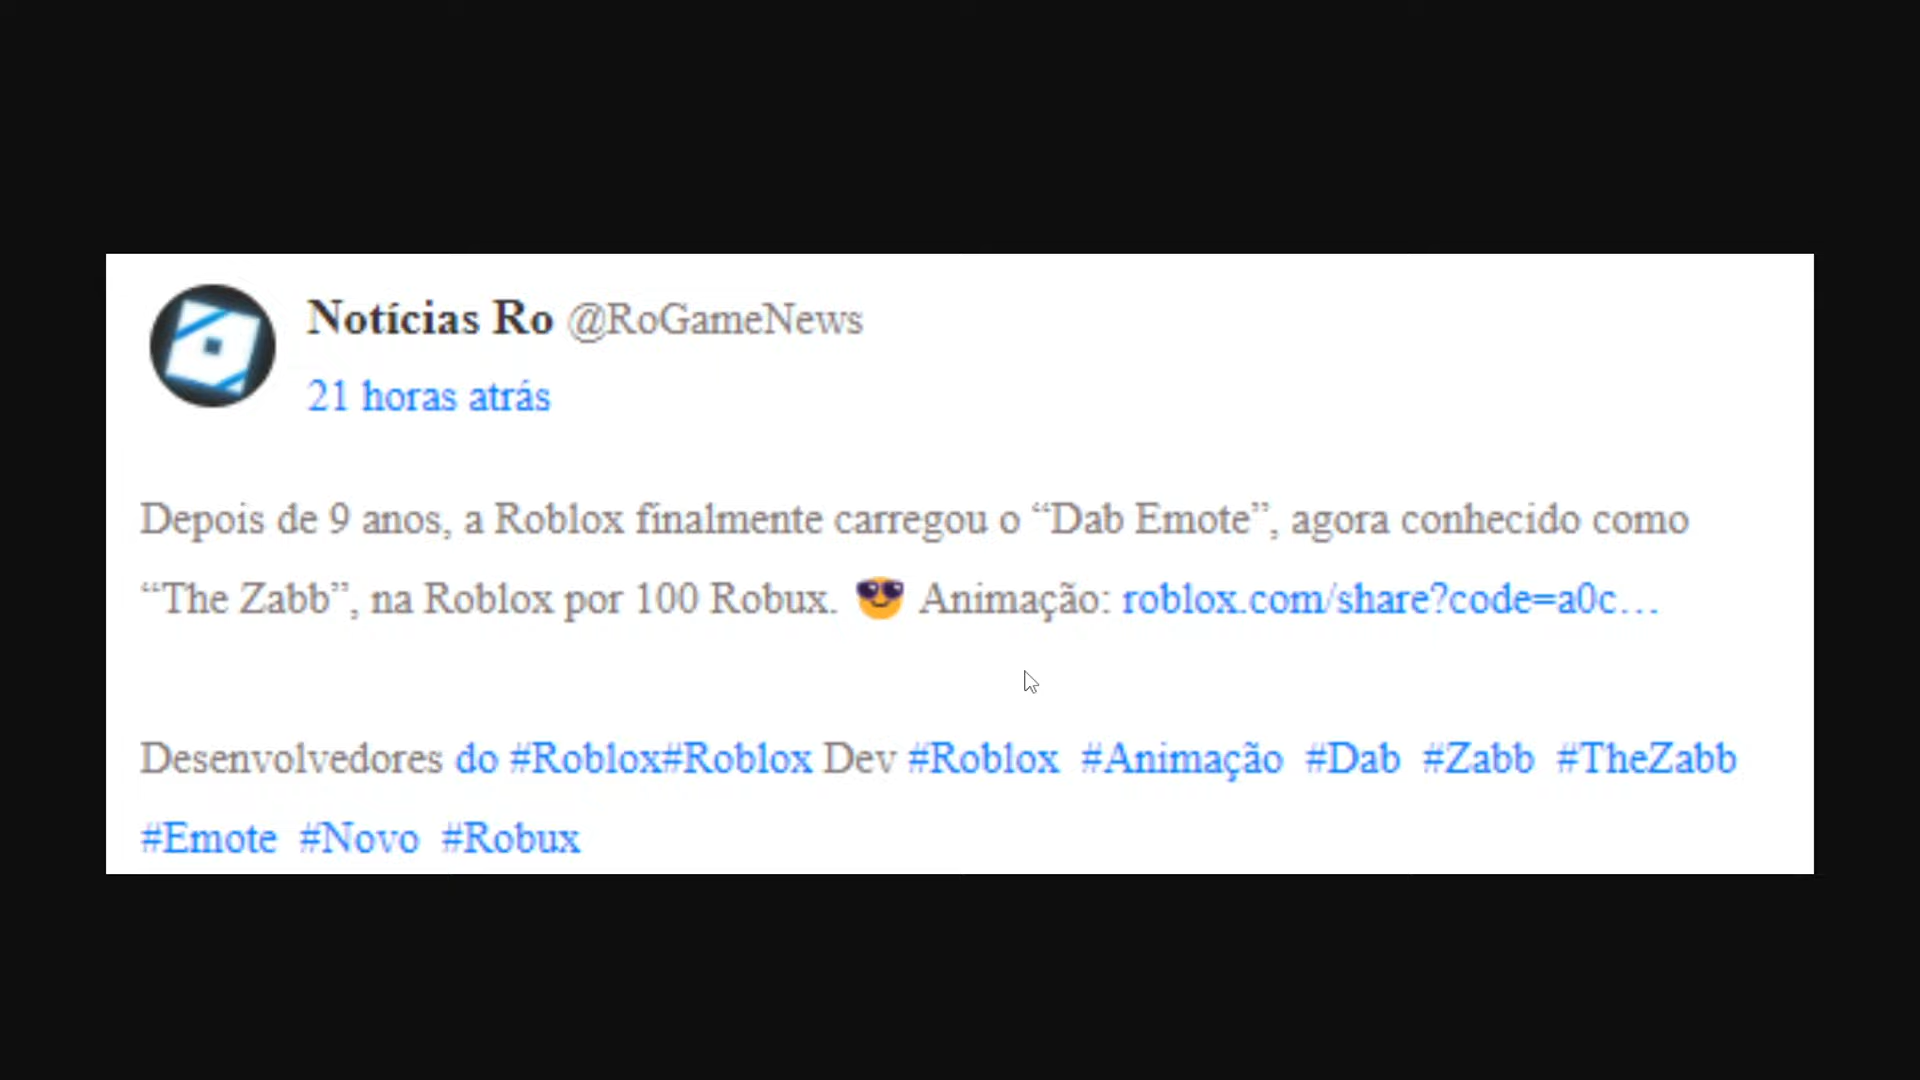 Notícias Ro @RoGameNews
21 horas atrás
Depois de 9 anos, a Roblox finalmente carregou o “Dab Emote”, agora conhecido como
“The Zabb”, na Roblox por 100 Robux. 😎 Animação: roblox.com/share?code=a0c…
Desenvolvedores do #Roblox#Roblox Dev #Roblox #Animação #Dab #Zabb #TheZabb
#Emote #Novo #Robux